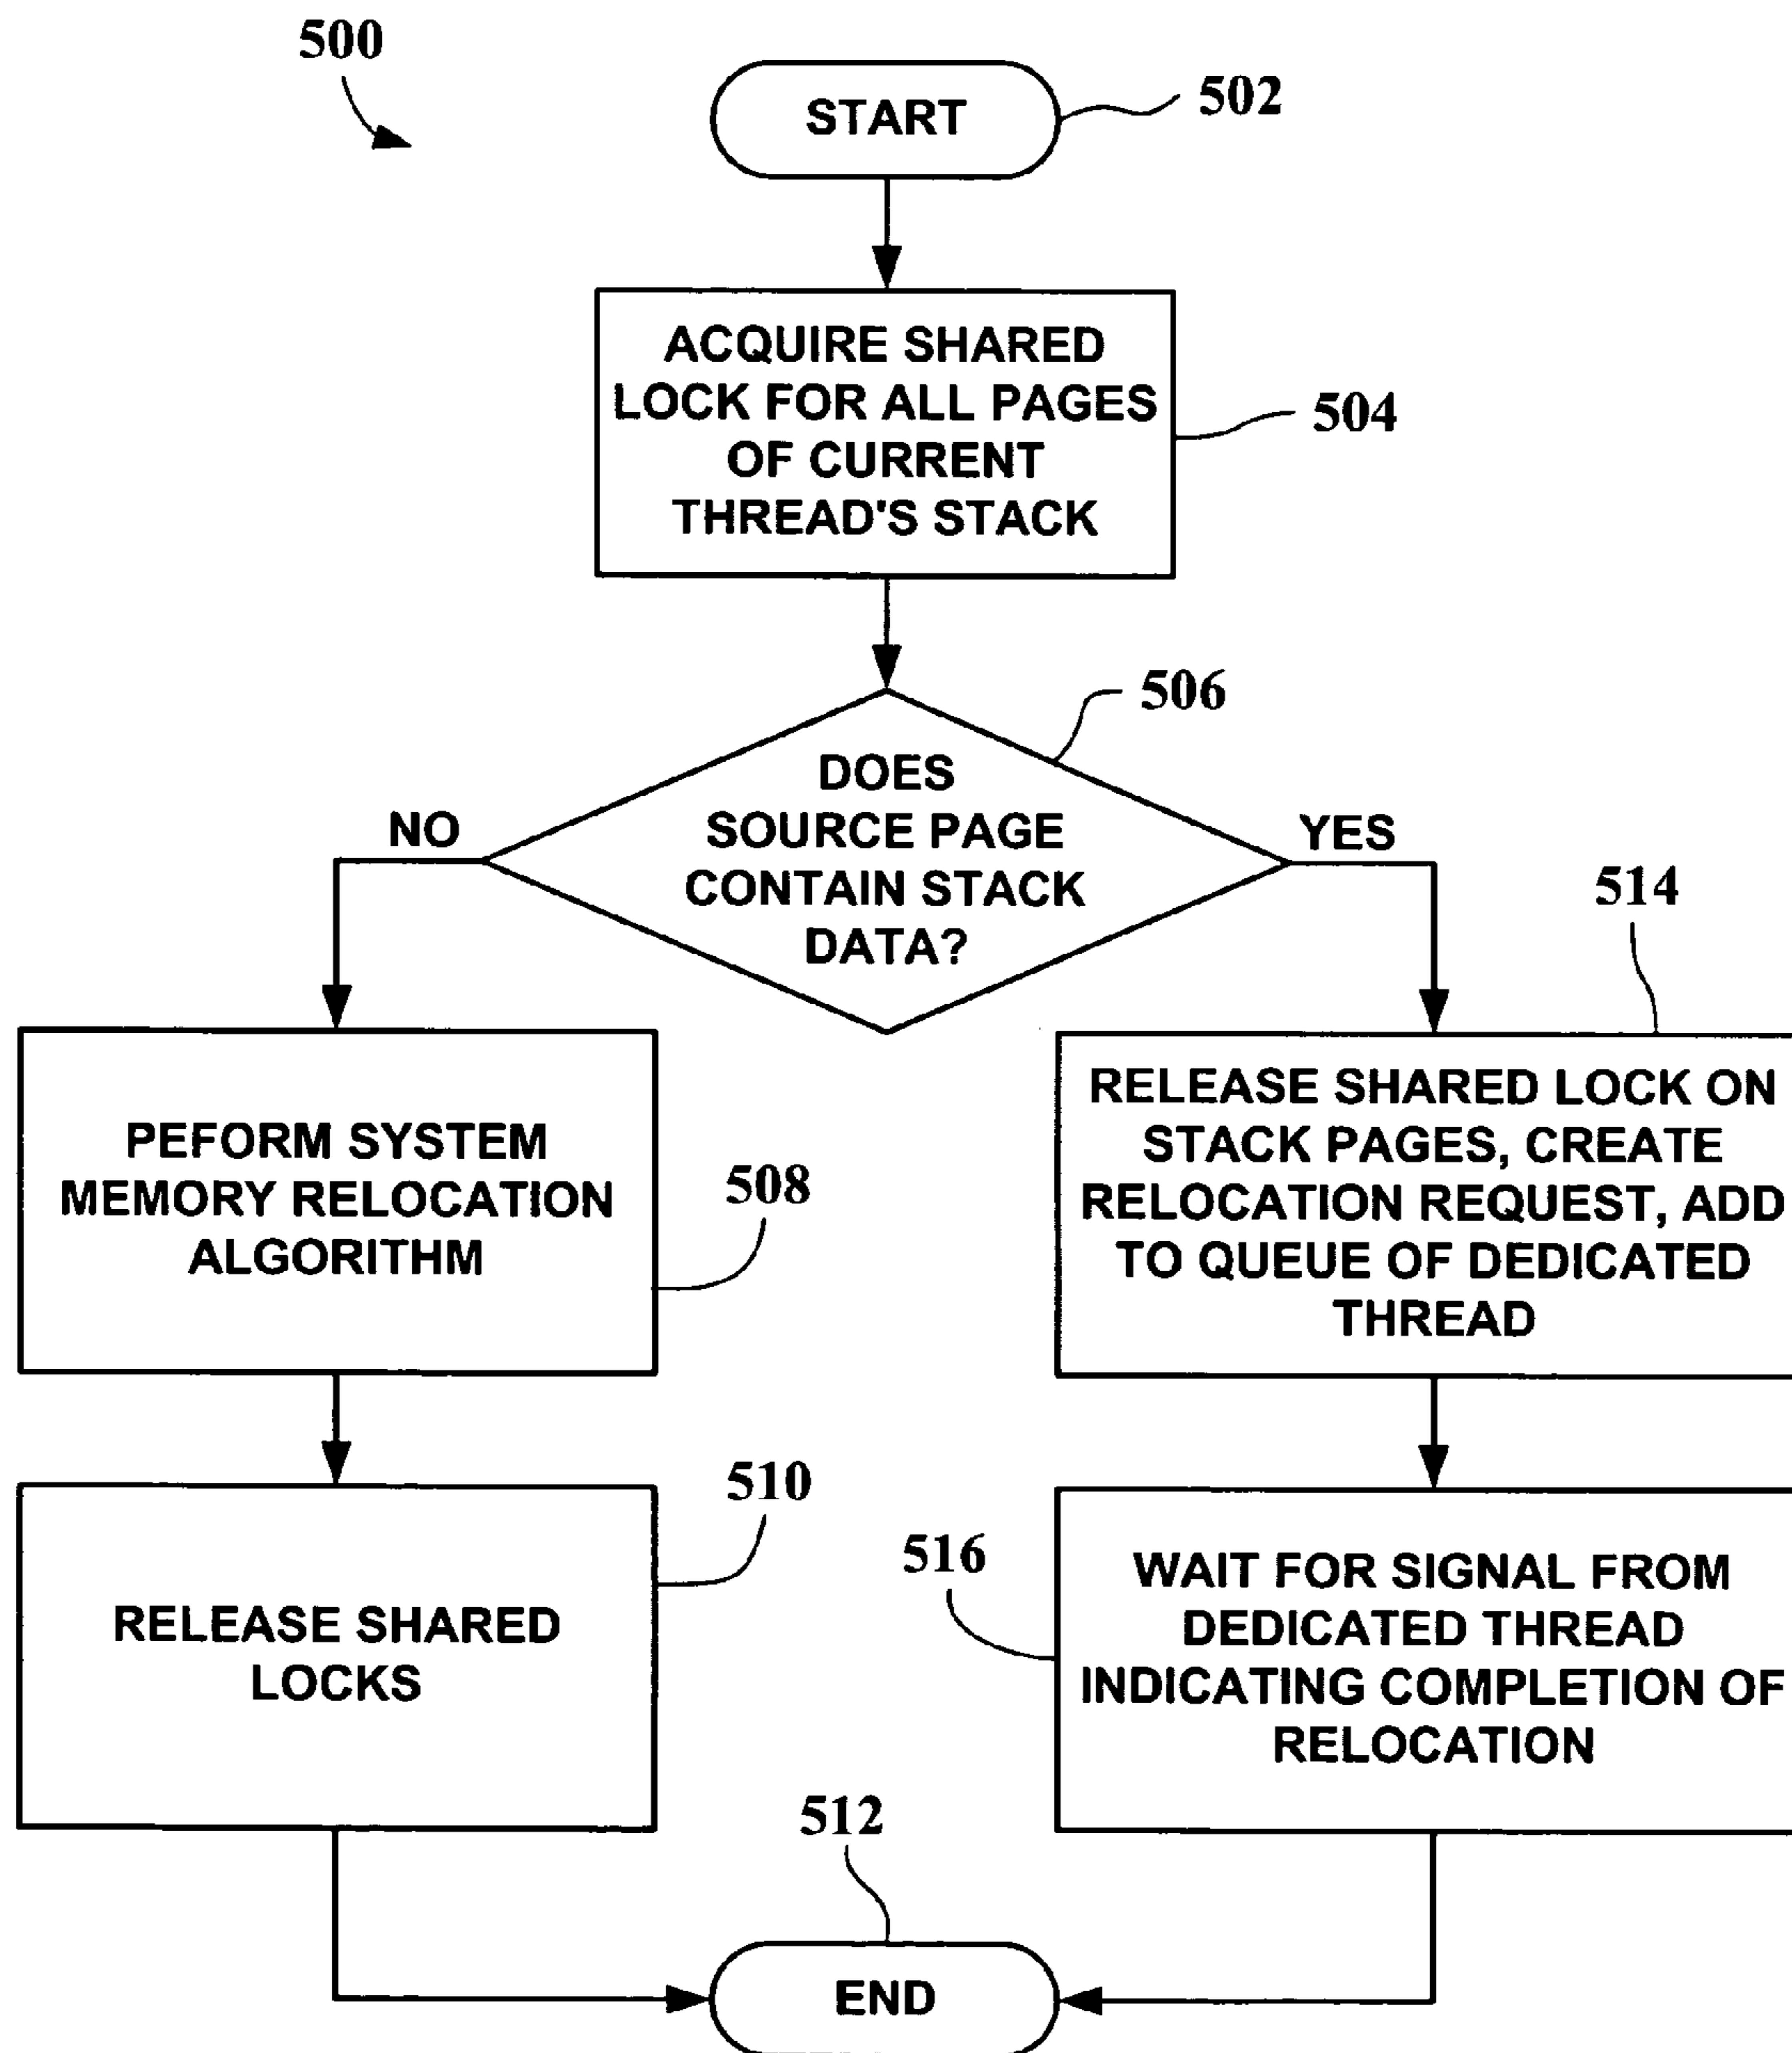 500
START
502
ACQUIRE SHARED
LOCK FOR ALL PAGES
OF CURRENT
THREAD'S STACK
504
506
DOES
SOURCE PAGE
CONTAIN STACK
DATA?
NO
YES
514
PEFORM SYSTEM
MEMORY RELOCATION
ALGORITHM
508
RELEASE SHARED LOCK ON
STACK PAGES, CREATE
RELOCATION REQUEST, ADD
TO QUEUE OF DEDICATED
THREAD
510
RELEASE SHARED
LOCKS
516
WAIT FOR SIGNAL FROM
DEDICATED THREAD
INDICATING COMPLETION OF
RELOCATION
512
END